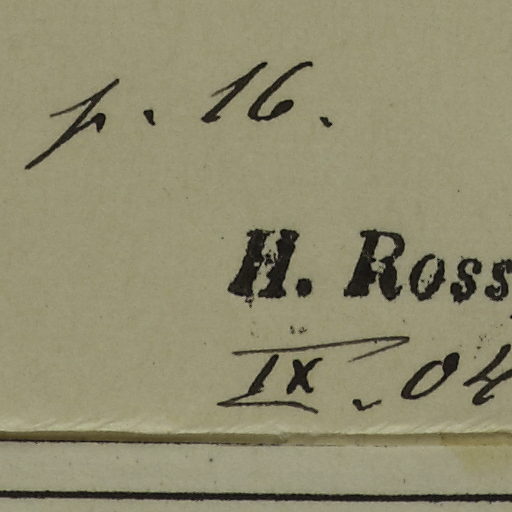 p. 16.
H. Ross,
IX. 04